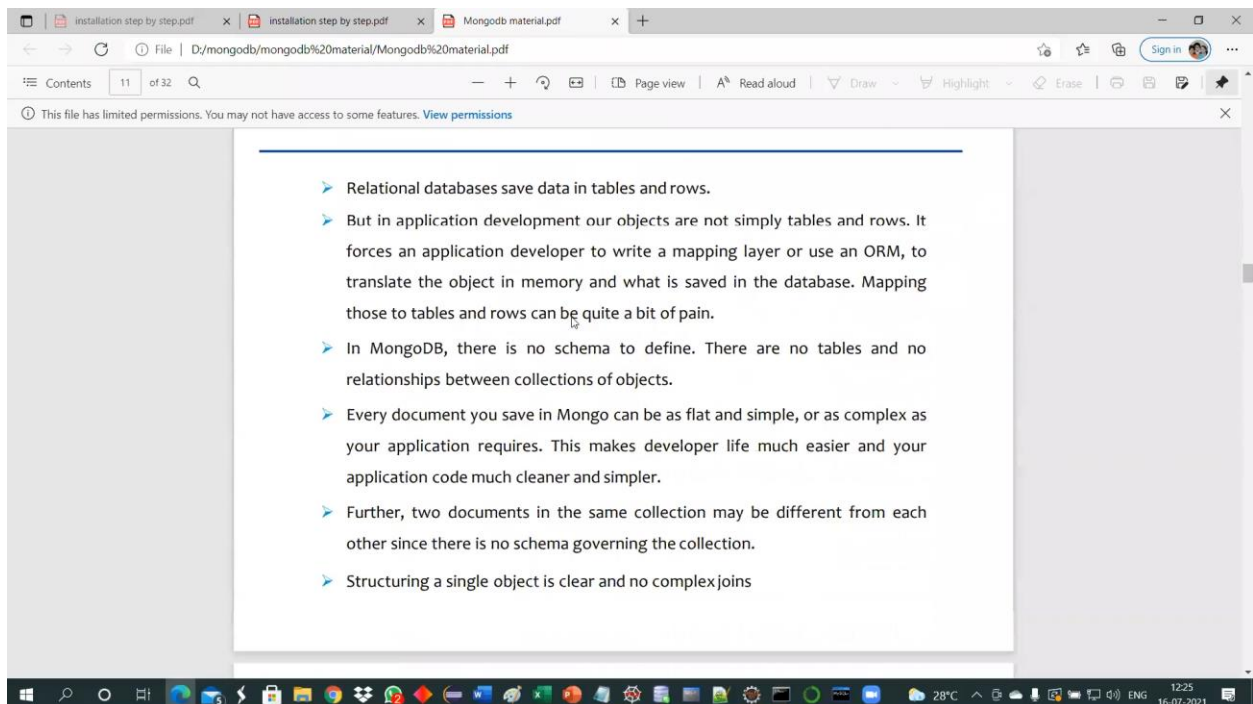 installation step by step.pdf
installation step by step.pdf
Mongodb material.pdf
File | D:/mongodb/mongodb%20material/Mongodb%20material.pdf
Sign in
Contents 11 of 32 Page view Read aloud Draw Highlight Erase
This file has limited permissions. You may not have access to some features. View permissions
Relational databases save data in tables and rows.
But in application development our objects are not simply tables and rows. It
forces an application developer to write a mapping layer or use an ORM, to
translate the object in memory and what is saved in the database. Mapping
those to tables and rows can be quite a bit of pain.
In MongoDB, there is no schema to define. There are no tables and no
relationships between collections of objects.
Every document you save in Mongo can be as flat and simple, or as complex as
your application requires. This makes developer life much easier and your
application code much cleaner and simpler.
Further, two documents in the same collection may be different from each
other since there is no schema governing the collection.
Structuring a single object is clear and no complex joins
28°C ENG 12:25
16-07-2021